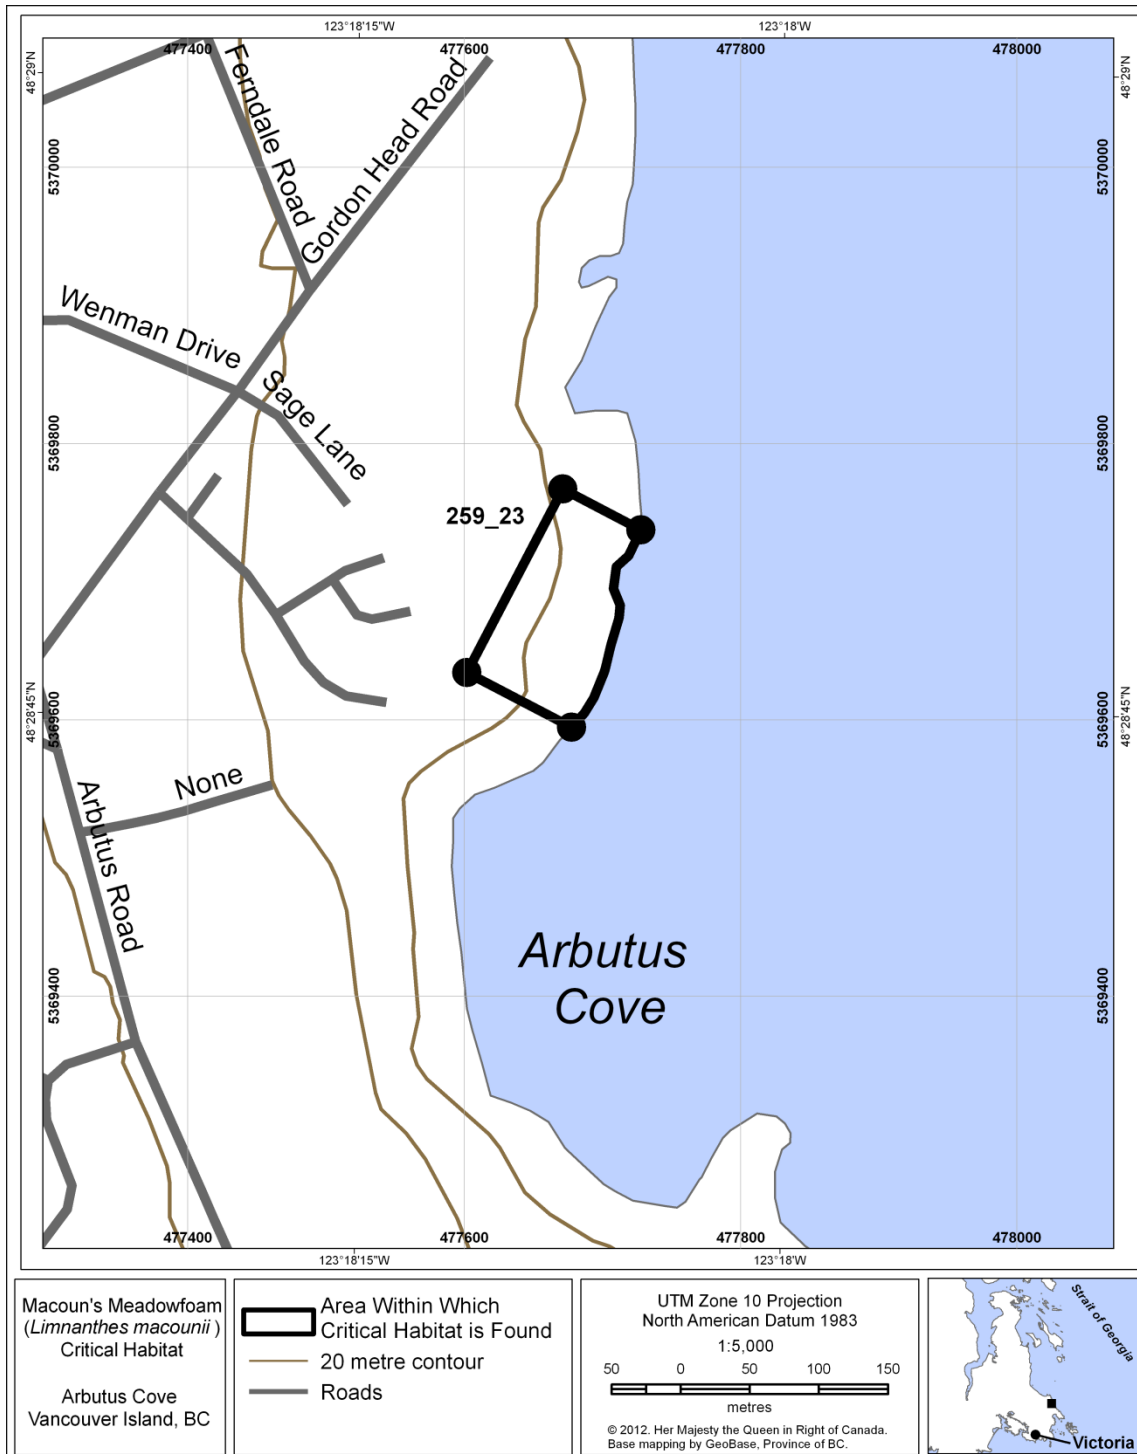 123°18'15"W
123°18'W
477400
477600
477800
478000
48°29'N
48°29'N
Ferndale Road
Gordon Head Road
5370000
5370000
Wenman Drive
Sage Lane
5369800
5369800
259_23
48°28'45"N
5369600
5369600
48°28'45"N
None
Arbutus Road
Arbutus
Cove
5369400
5369400
477400
477600
477800
478000
123°18'15"W
123°18'W
Macoun's Meadowfoam
(Limnanthes macounii )
Critical Habitat
Arbutus Cove
Vancouver Island, BC
Area Within Which
Critical Habitat is Found
20 metre contour
Roads
UTM Zone 10 Projection
North American Datum 1983
1:5,000
50 0 50 100 150
metres
© 2012. Her Majesty the Queen in Right of Canada.
Base mapping by GeoBase, Province of BC.
Strait of Georgia
Victoria